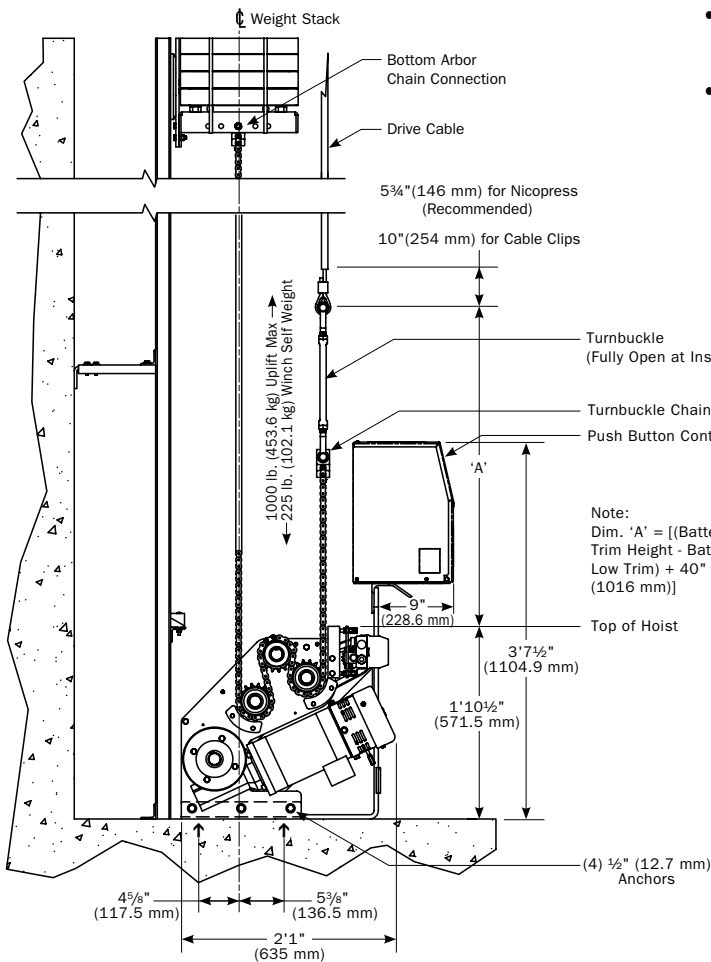 ℄ Weight Stack
Bottom Arbor
Chain Connection
Drive Cable
5¾"(146 mm) for Nicopress
(Recommended)
10"(254 mm) for Cable Clips
1000 lb. (453.6 kg) Uplift Max
225 lb. (102.1 kg) Winch Self Weight
Turnbuckle
(Fully Open at Ins
Turnbuckle Chain
Push Button Cont
'A'
Note:
Dim. 'A' = [(Batte
Trim Height - Bat
Low Trim) + 40"
(1016 mm)]
9"
(228.6 mm)
Top of Hoist
3'7½"
(1104.9 mm)
1'10½"
(571.5 mm)
(4) ½" (12.7 mm)
Anchors
4⅝"
(117.5 mm)
5⅜"
(136.5 mm)
2'1"
(635 mm)